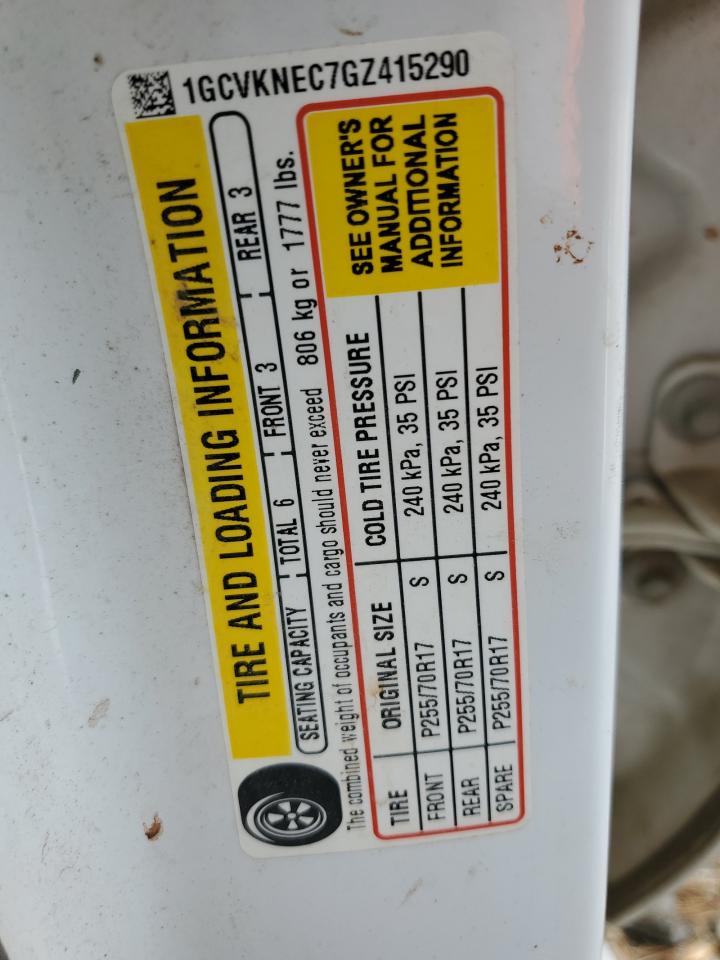 1GCVKNEC7GZ415290
TIRE AND LOADING INFORMATION
SEATING CAPACITY TOTAL 6 FRONT 3 REAR 3
The combined weight of occupants and cargo should never exceed 806 kg or 1777 lbs.
TIRE ORIGINAL SIZE COLD TIRE PRESSURE
FRONT P255/70R17 S 240 kPa, 35 PSI
REAR P255/70R17 S 240 kPa, 35 PSI
SPARE P255/70R17 S 240 kPa, 35 PSI
SEE OWNER'S
MANUAL FOR
ADDITIONAL
INFORMATION